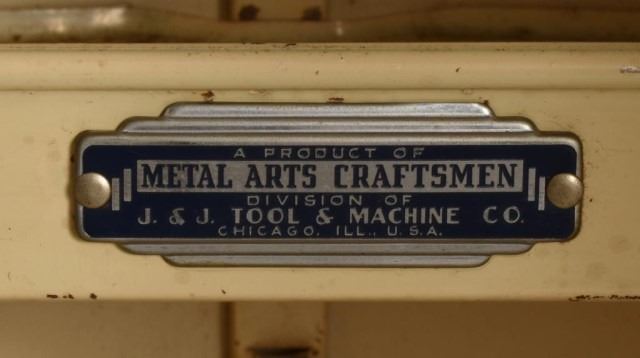 A PRODUCT OF
METAL ARTS CRAFTSMEN
DIVISION OF
J. & J. TOOL & MACHINE CO.
CHICAGO, ILL., U.S.A.